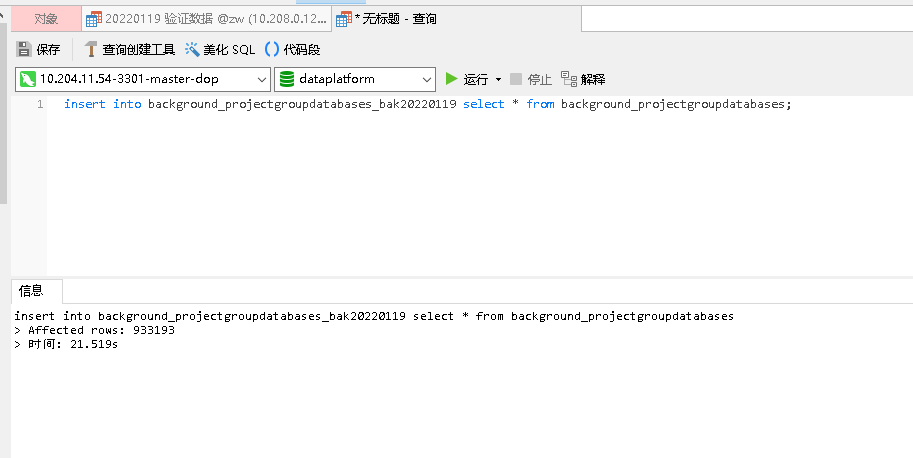 对象 20220119 验证数据 @zw (10.208.0.12... * 无标题 - 查询
保存 查询创建工具 美化 SQL () 代码段
10.204.11.54-3301-master-dop dataplatform 运行 停止 解释
1 insert into background_projectgroupdatabases_bak20220119 select * from background_projectgroupdatabases;
信息
insert into background_projectgroupdatabases_bak20220119 select * from background_projectgroupdatabases
> Affected rows: 933193
> 时间: 21.519s